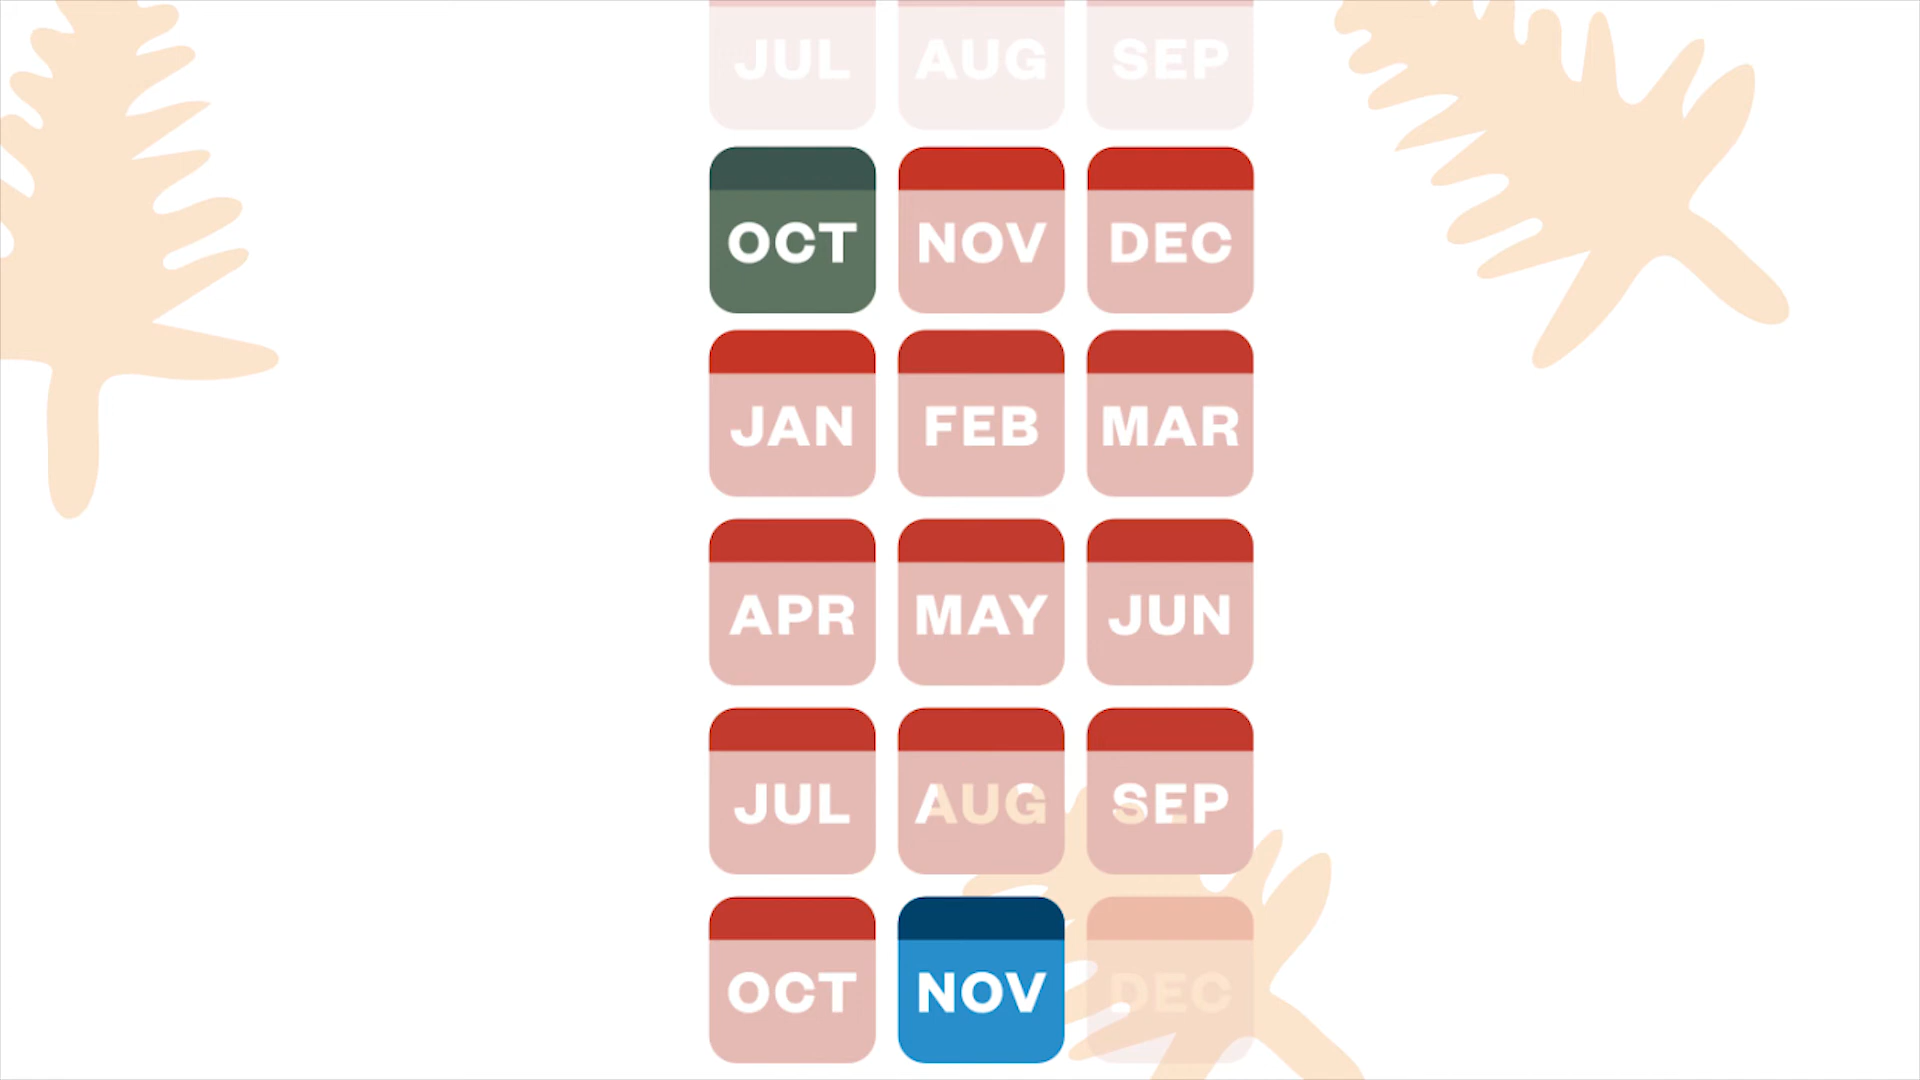 JUL AUG SEP
OCT NOV DEC
JAN FEB MAR
APR MAY JUN
JUL AUG SEP
OCT NOV DEC